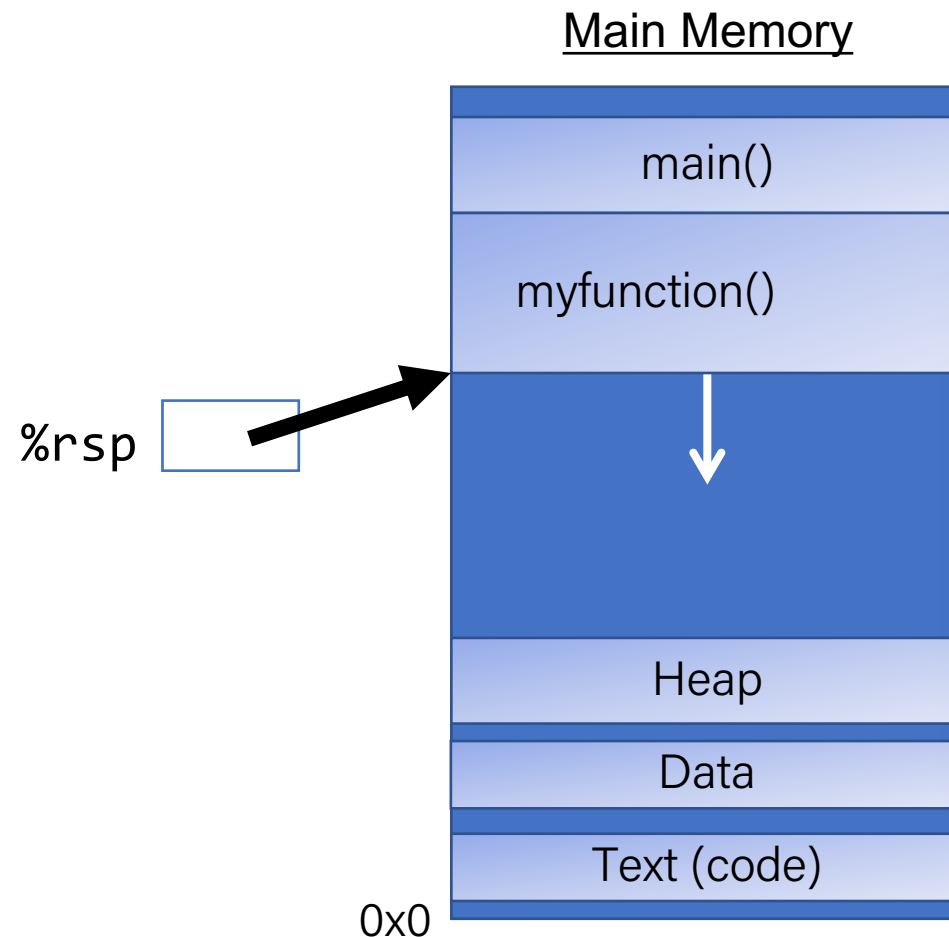 Main Memory
main()
myfunction()
%rsp
Heap
Data
Text (code)
0x0